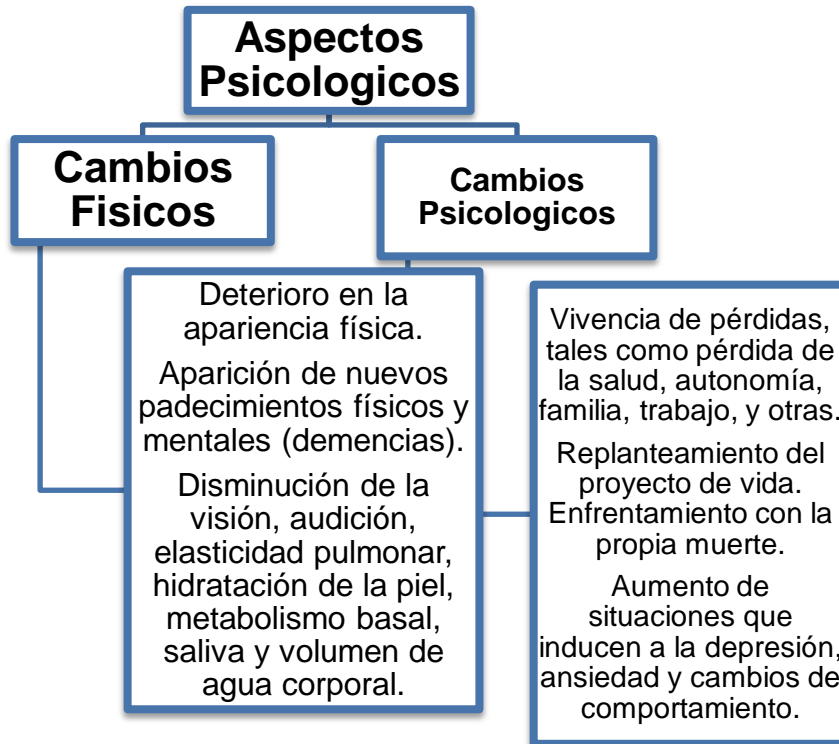 Aspectos
Psicologicos
Cambios
Fisicos
Cambios
Psicologicos
Deterioro en la
apariencia física.
Aparición de nuevos
padecimientos físicos y
mentales (demencias).
Disminución de la
visión, audición,
elasticidad pulmonar,
hidratación de la piel,
metabolismo basal,
saliva y volumen de
agua corporal.
Vivencia de pérdidas,
tales como pérdida de
la salud, autonomía,
familia, trabajo, y otras.
Replanteamiento del
proyecto de vida.
Enfrentamiento con la
propia muerte.
Aumento de
situaciones que
inducen a la depresión,
ansiedad y cambios de
comportamiento.